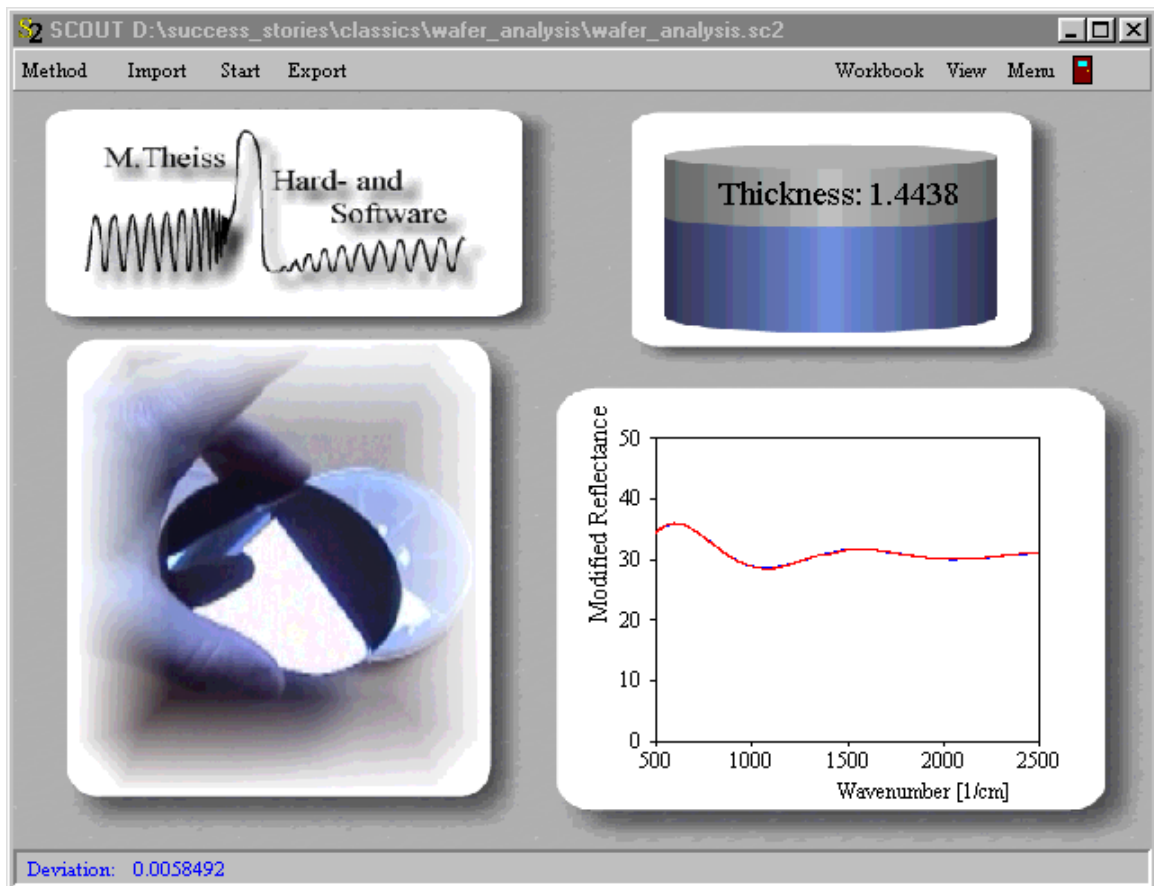 SCOUT D:\success_stories\classics\wafer_analysis\wafer_analysis.sc2
Method Import Start Export Workbook View Menu
M.Theiss
Hard- and
Software
Thickness: 1.4438
Modified Reflectance
50
40
30
20
10
0
500 1000 1500 2000 2500
Wavenumber [1/cm]
Deviation: 0.0058492